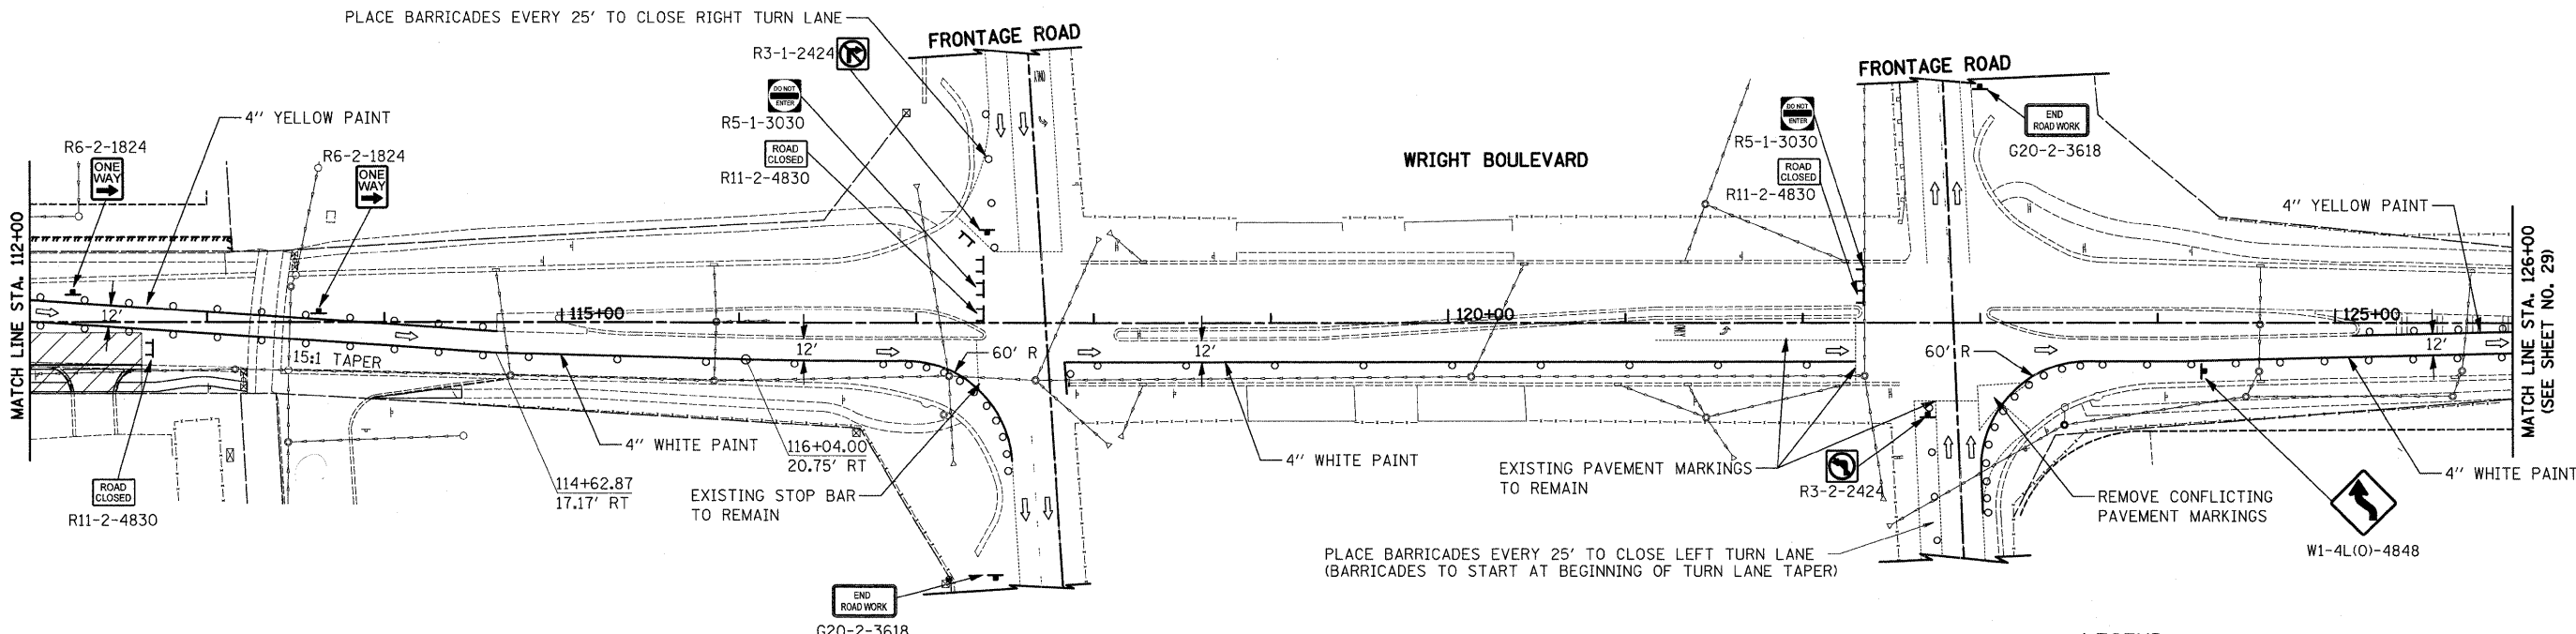 PLACE BARRICADES EVERY 25' TO CLOSE RIGHT TURN LANE
FRONTAGE ROAD
R3-1-2424
DO NOT
ENTER
R5-1-3030
ROAD
CLOSED
R11-2-4830
4" YELLOW PAINT
R6-2-1824
ONE
WAY
R6-2-1824
ONE
WAY
MATCH LINE STA. 112+00
12'
15:1 TAPER
115+00
12'
60' R
ROAD
CLOSED
R11-2-4830
4" WHITE PAINT
114+62.87
17.17' RT
116+04.00
20.75' RT
EXISTING STOP BAR
TO REMAIN
END
ROAD WORK
G20-2-3618
ONLY
WRIGHT BOULEVARD
12'
120+00
4" WHITE PAINT
EXISTING PAVEMENT MARKINGS
TO REMAIN
DO NOT
ENTER
R5-1-3030
ROAD
CLOSED
R11-2-4830
FRONTAGE ROAD
END
ROAD WORK
G20-2-3618
4" YELLOW PAINT
125+00
60' R
12'
R3-2-2424
PLACE BARRICADES EVERY 25' TO CLOSE LEFT TURN LANE
(BARRICADES TO START AT BEGINNING OF TURN LANE TAPER)
REMOVE CONFLICTING
PAVEMENT MARKINGS
4" WHITE PAINT
W1-4L(O)-4848
MATCH LINE STA. 126+00
(SEE SHEET NO. 29)